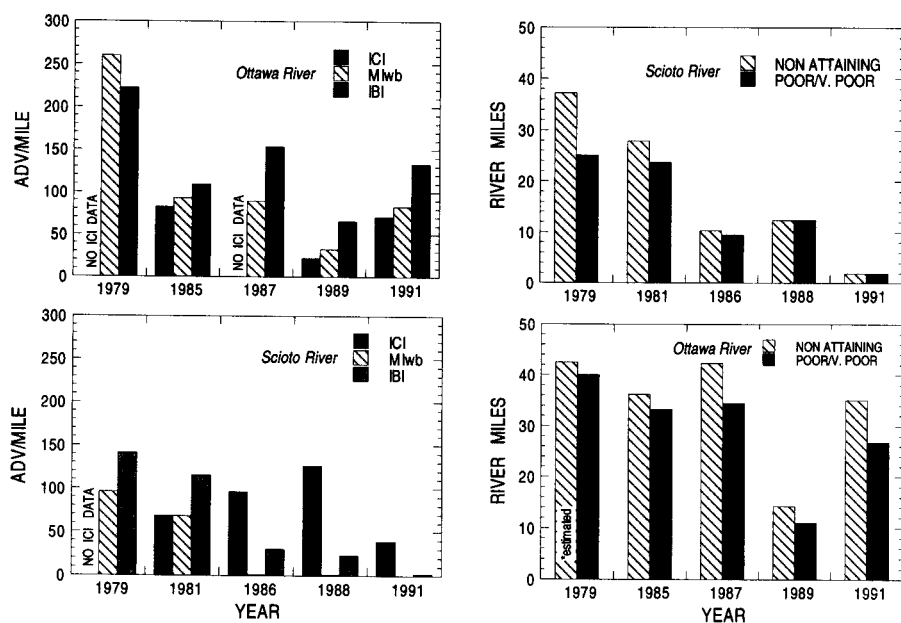 300
250
200
150
100
50
0
ADV/MILE
Ottawa River
ICI
MIwb
IBI
NO ICI DATA
NO ICI DATA
1979 1985 1987 1989 1991
50
40
30
20
10
0
RIVER MILES
Scioto River
NON ATTAINING
POOR/V. POOR
1979 1981 1986 1988 1991
300
250
200
150
100
50
0
ADV/MILE
Scioto River
ICI
MIwb
IBI
NO ICI DATA
1979 1981 1986 1988 1991
YEAR
50
40
30
20
10
0
RIVER MILES
Ottawa River
NON ATTAINING
POOR/V. POOR
*estimated
1979 1985 1987 1989 1991
YEAR